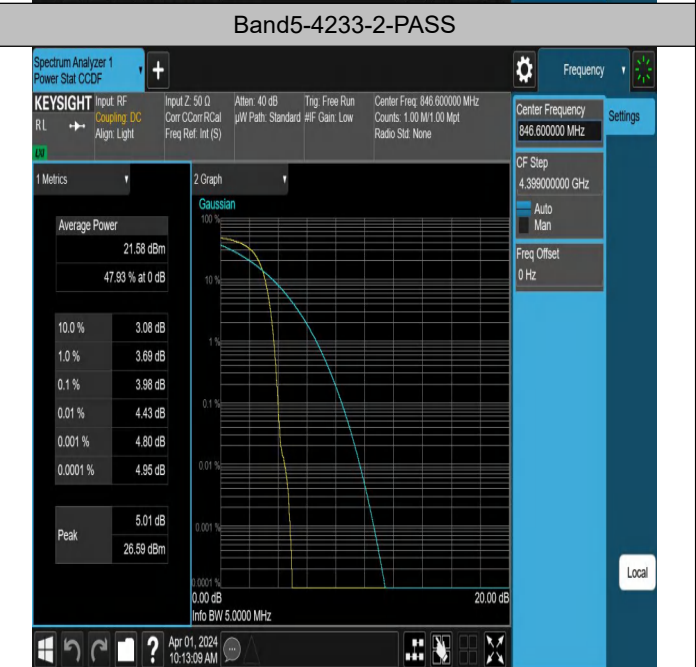 Band5-4233-2-PASS
Spectrum Analyzer 1
Power Stat CCDF
Frequency
KEYSIGHT
RL
LXI
Input: RF
Coupling: DC
Align: Light
Input Z: 50 Ω
Corr CCorr RCal
Freq Ref: Int (S)
Atten: 40 dB
µW Path: Standard
Trig: Free Run
#IF Gain: Low
Center Freq: 846.600000 MHz
Counts: 1.00 M/1.00 Mpt
Radio Std: None
Center Frequency
846.600000 MHz
Settings
CF Step
4.399000000 GHz
Auto
Man
Freq Offset
0 Hz
1 Metrics
Average Power
21.58 dBm
47.93 % at 0 dB
10.0 % 3.08 dB
1.0 % 3.69 dB
0.1 % 3.98 dB
0.01 % 4.43 dB
0.001 % 4.80 dB
0.0001 % 4.95 dB
Peak
5.01 dB
26.59 dBm
2 Graph
Gaussian
100 %
10 %
1 %
0.1 %
0.01 %
0.001 %
0.0001 %
0.00 dB
20.00 dB
Info BW 5.0000 MHz
Local
?
Apr 01, 2024
10:13:09 AM